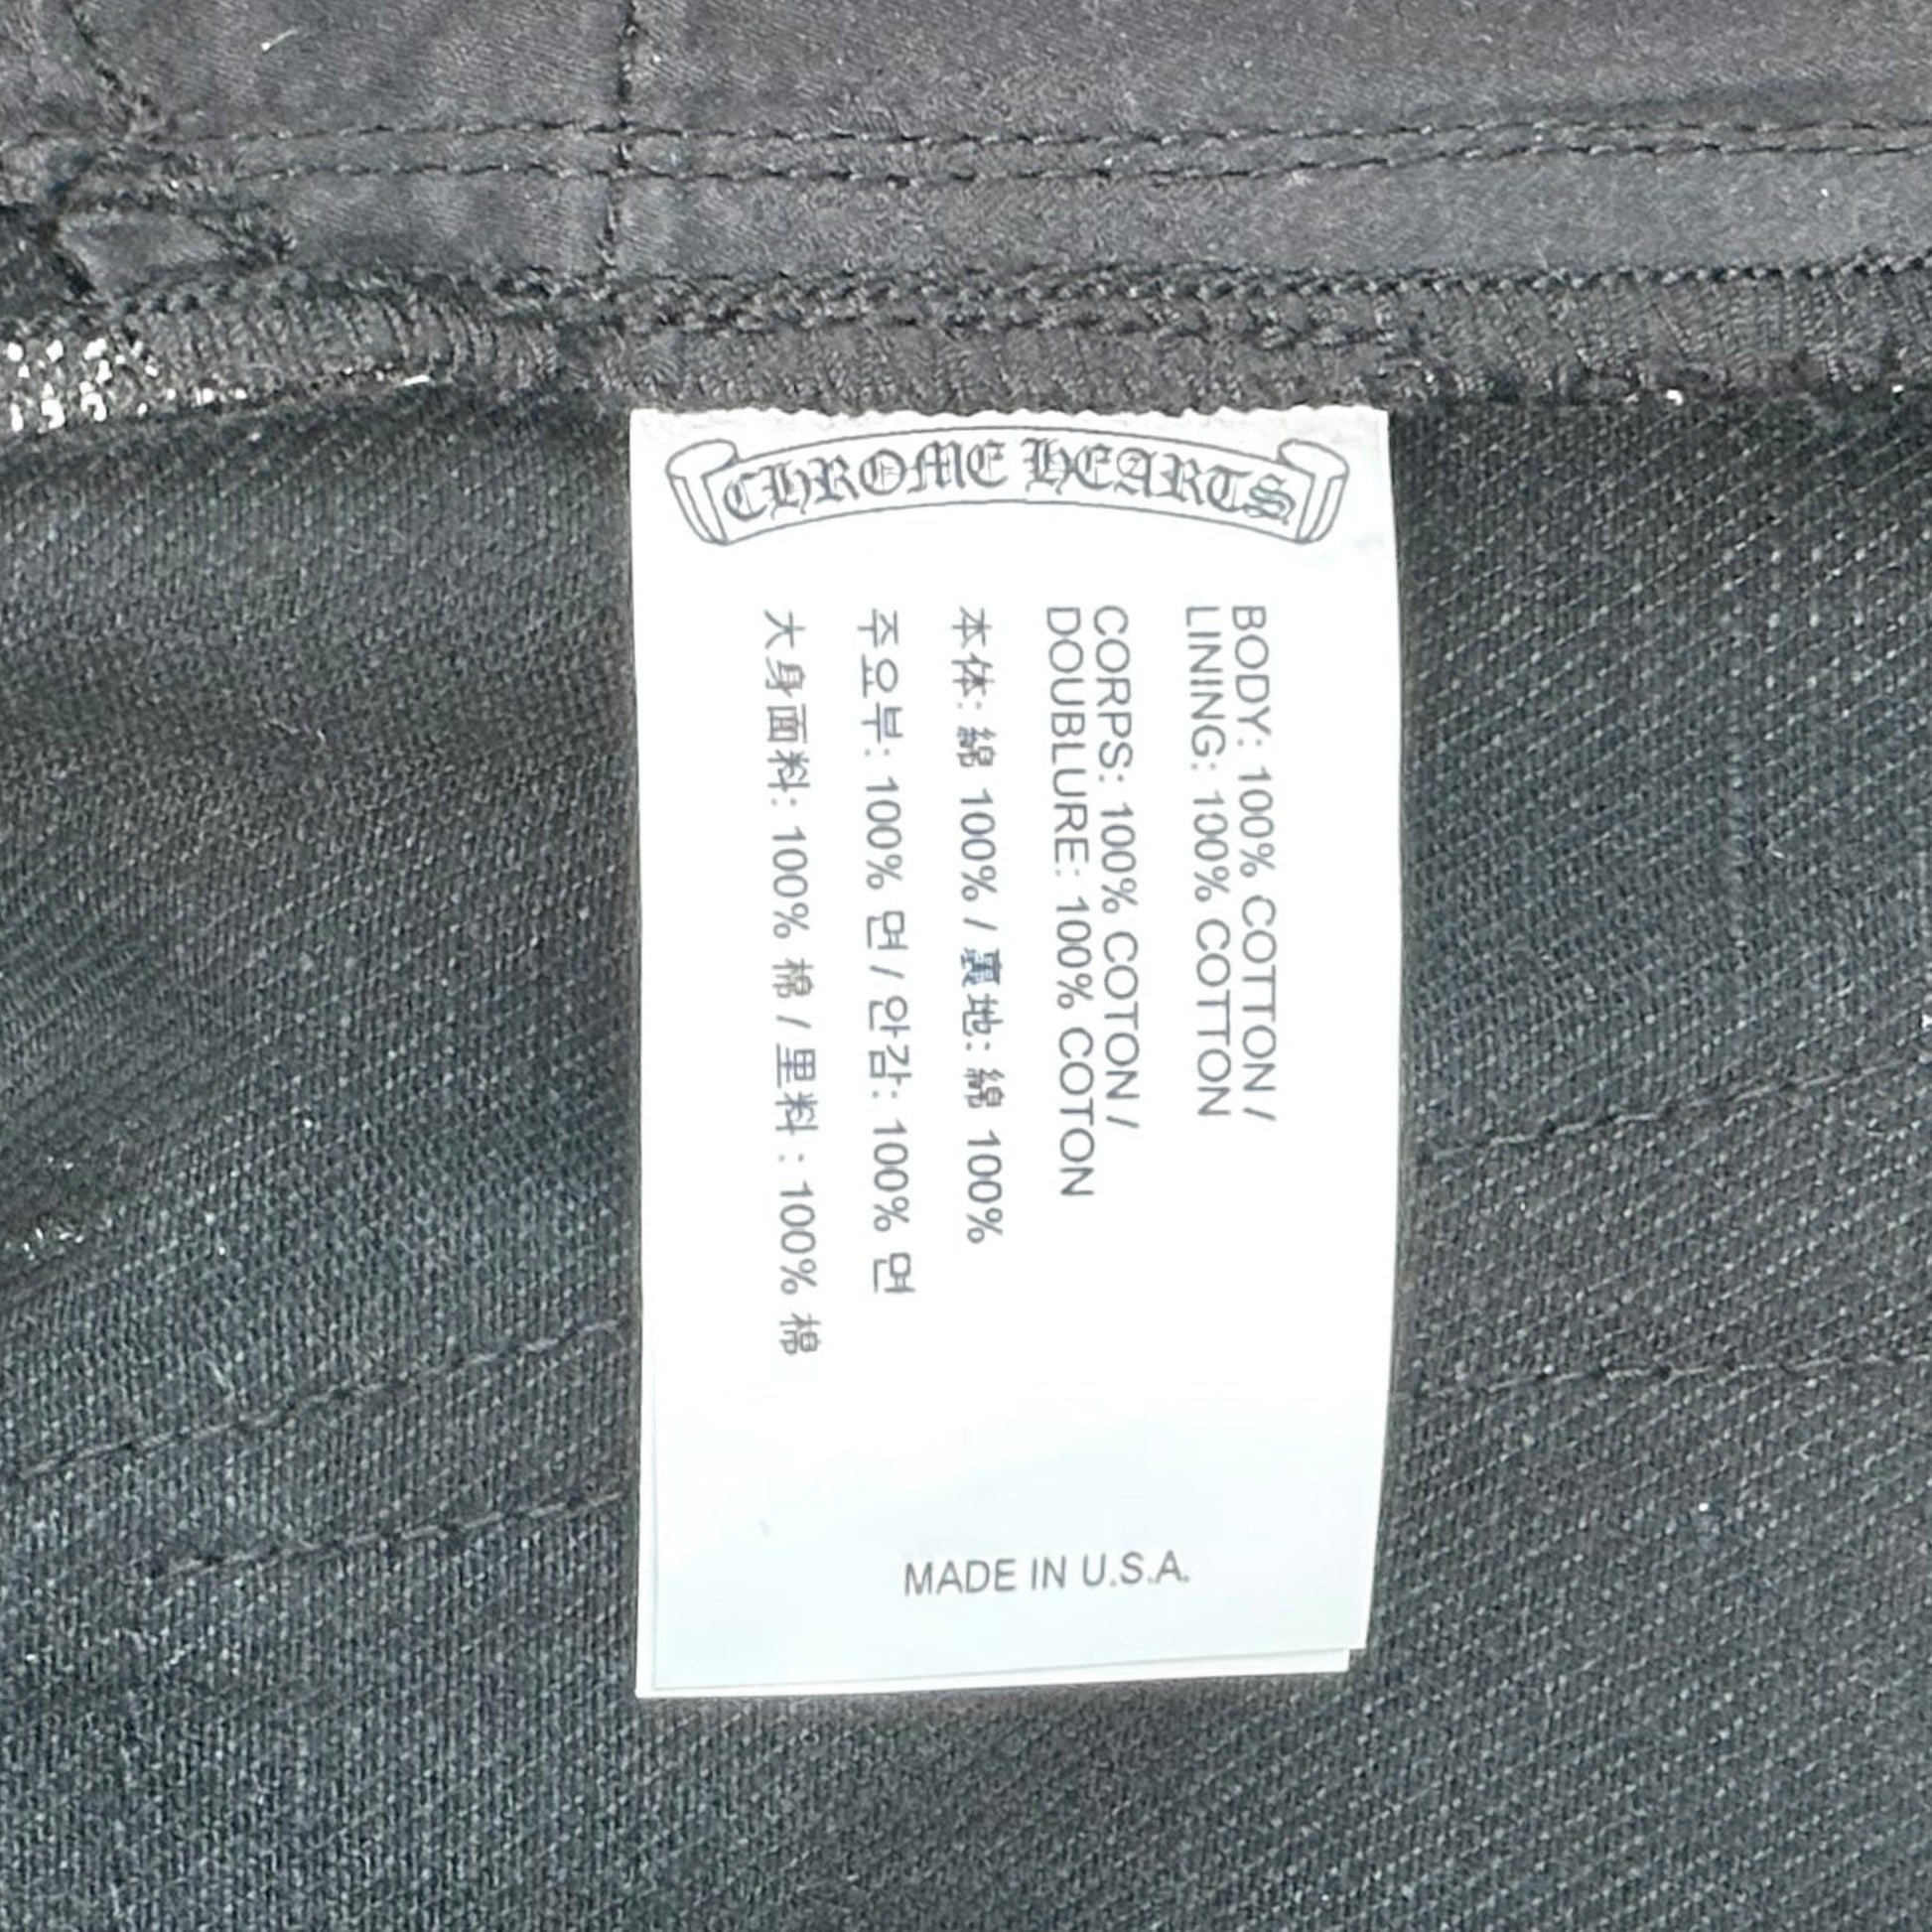 CHROME HEARTS
BODY: 100% COTTON /
LINING: 100% COTTON
CORPS: 100% COTON /
DOUBLURE: 100% COTON
本体: 綿 100% / 裏地: 綿 100%
주요부: 100% 면 / 안감: 100% 면
大身面料: 100% 棉 / 里料 : 100% 棉
MADE IN U.S.A.